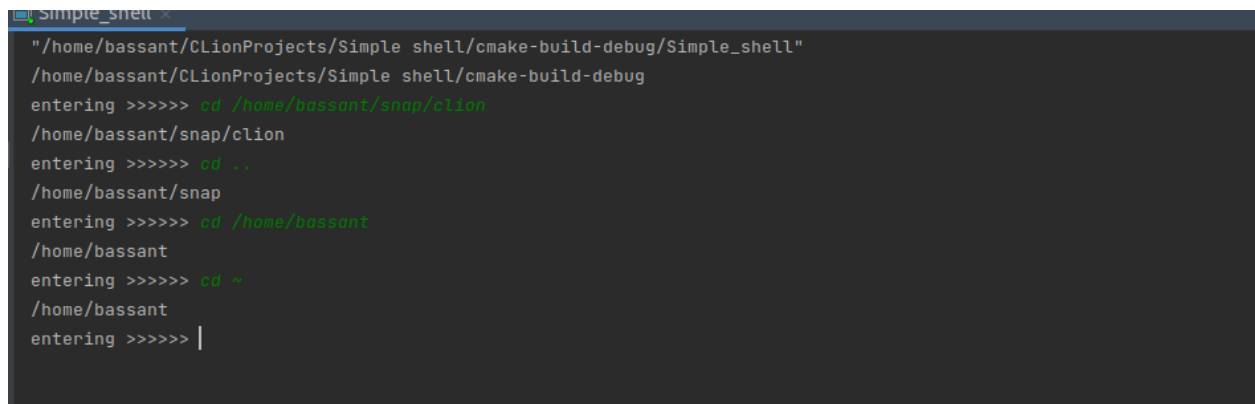 Simple_shell ×
"/home/bassant/CLionProjects/Simple shell/cmake-build-debug/Simple_shell"
/home/bassant/CLionProjects/Simple shell/cmake-build-debug
entering >>>>>> cd /home/bassant/snap/clion
/home/bassant/snap/clion
entering >>>>>> cd ..
/home/bassant/snap
entering >>>>>> cd /home/bassant
/home/bassant
entering >>>>>> cd ~
/home/bassant
entering >>>>>>